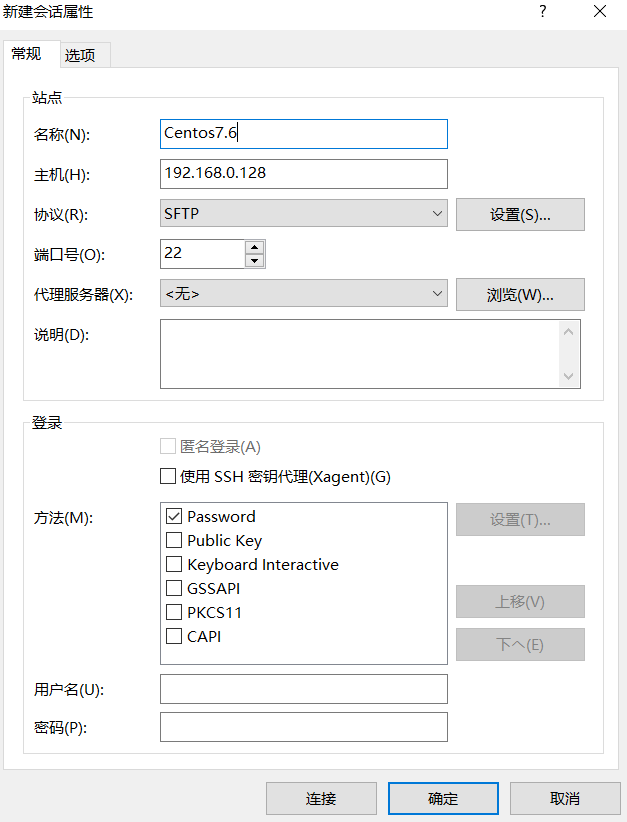 新建会话属性 ?
常规 选项
站点
名称(N): Centos7.6
主机(H): 192.168.0.128
协议(R): SFTP 设置(S)...
端口号(O): 22
代理服务器(X): <无> 浏览(W)...
说明(D):
登录
匿名登录(A)
使用 SSH 密钥代理(Xagent)(G)
方法(M): Password 设置(T)...
Public Key
Keyboard Interactive
GSSAPI
PKCS11 上移(V)
CAPI 下へ(E)
用户名(U):
密码(P):
连接 确定 取消